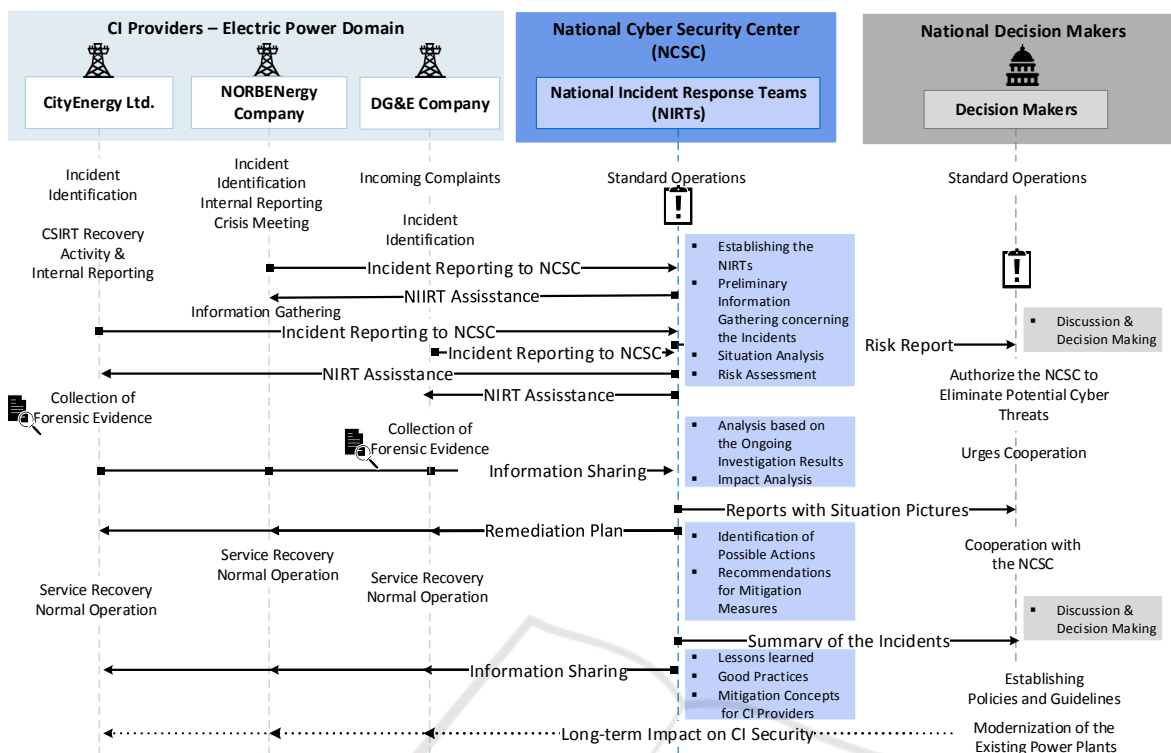 CI Providers – Electric Power Domain
National Cyber Security Center
(NCSC)
National Decision Makers
CityEnergy Ltd.
NORBENergy
Company
DG&E Company
National Incident Response Teams
(NIRTs)
Decision Makers
Incident
Identification
Incident
Identification
Internal Reporting
Crisis Meeting
Incoming Complaints
Standard Operations
Standard Operations
CSIRT Recovery
Activity &
Internal Reporting
Incident
Identification
▪ Establishing the
NIRTs
▪ Preliminary
Information
Gathering concerning
the Incidents
▪ Situation Analysis
▪ Risk Assessment
Incident Reporting to NCSC
NIIRT Assisstance
Information Gathering
Incident Reporting to NCSC
Incident Reporting to NCSC
Risk Report
▪ Discussion &
Decision Making
NIRT Assisstance
NIRT Assisstance
Authorize the NCSC to
Eliminate Potential Cyber
Threats
Collection of
Forensic Evidence
Collection of
Forensic Evidence
▪ Analysis based on
the Ongoing
Investigation Results
▪ Impact Analysis
Urges Cooperation
Information Sharing
Reports with Situation Pictures
Remediation Plan
▪ Identification of
Possible Actions
▪ Recommendations
for Mitigation
Measures
Cooperation with
the NCSC
Service Recovery
Normal Operation
Service Recovery
Normal Operation
Service Recovery
Normal Operation
▪ Discussion &
Decision Making
Summary of the Incidents
Information Sharing
▪ Lessons learned
▪ Good Practices
▪ Mitigation Concepts
for CI Providers
Establishing
Policies and Guidelines
Long-term Impact on CI Security
Modernization of the
Existing Power Plants